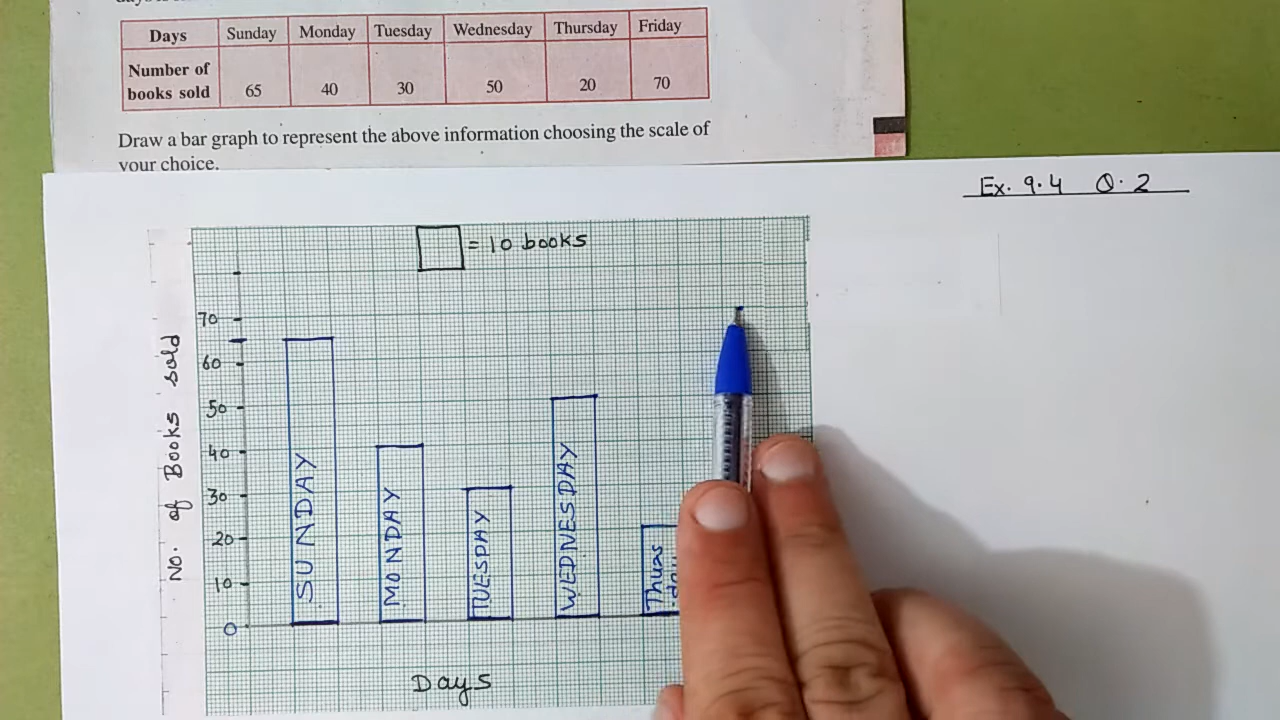 Days Sunday Monday Tuesday Wednesday Thursday Friday
Number of books sold 65 40 30 50 20 70
Draw a bar graph to represent the above information choosing the scale of
your choice.
Ex. 9.4 Q. 2
= 10 books
70
60
50
40
30
20
10
0
No. of Books sold
SUNDAY
MONDAY
TUESDAY
WEDNESDAY
Thurs
Days